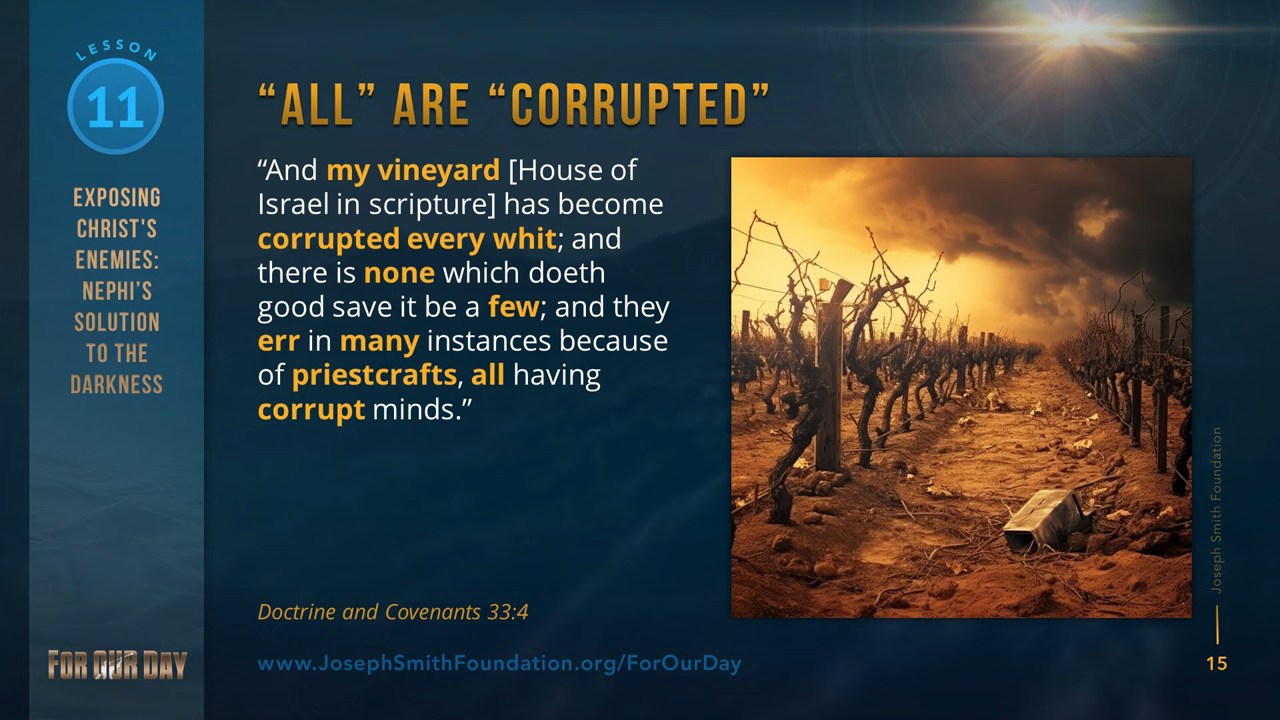 LESSON
11
EXPOSING
CHRIST'S
ENEMIES:
NEPHI'S
SOLUTION
TO THE
DARKNESS
FOR OUR DAY
“ALL” ARE “CORRUPTED”
“And my vineyard [House of
Israel in scripture] has become
corrupted every whit; and
there is none which doeth
good save it be a few; and they
err in many instances because
of priestcrafts, all having
corrupt minds.”
Doctrine and Covenants 33:4
www.JosephSmithFoundation.org/ForOurDay
Joseph Smith Foundation
15